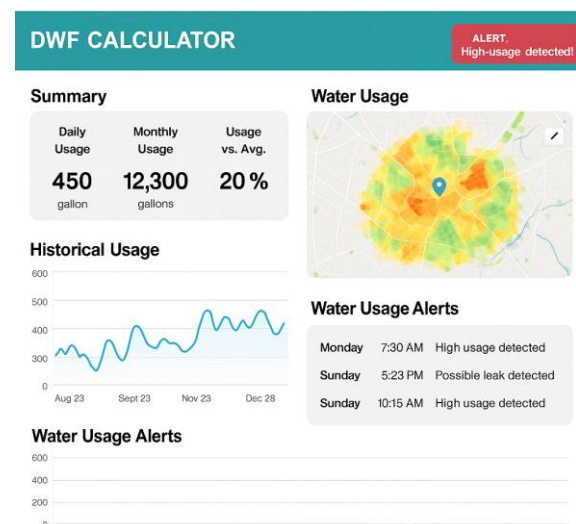 DWF CALCULATOR
ALERT,
High-usage detected!
Summary
Daily Usage
Monthly Usage
Usage vs. Avg.
450
gallon
12,300
gallons
20 %
Water Usage
Historical Usage
600
500
400
300
0
Aug 23
Sept 23
Nov 23
Dec 28
Water Usage Alerts
Monday 7:30 AM High usage detected
Sunday 5:23 PM Possible leak detected
Sunday 10:15 AM High usage detected
Water Usage Alerts
600
400
200
0